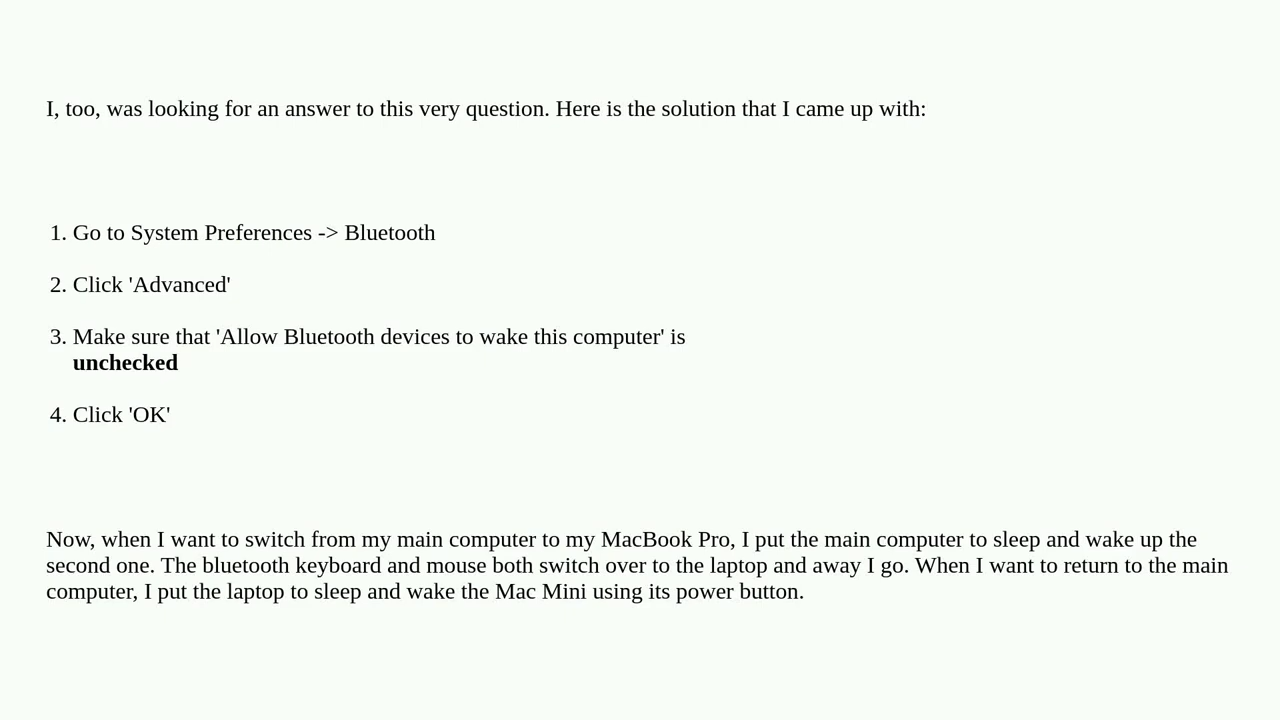 I, too, was looking for an answer to this very question. Here is the solution that I came up with:
1. Go to System Preferences -> Bluetooth
2. Click 'Advanced'
3. Make sure that 'Allow Bluetooth devices to wake this computer' is
unchecked
4. Click 'OK'
Now, when I want to switch from my main computer to my MacBook Pro, I put the main computer to sleep and wake up the
second one. The bluetooth keyboard and mouse both switch over to the laptop and away I go. When I want to return to the main
computer, I put the laptop to sleep and wake the Mac Mini using its power button.